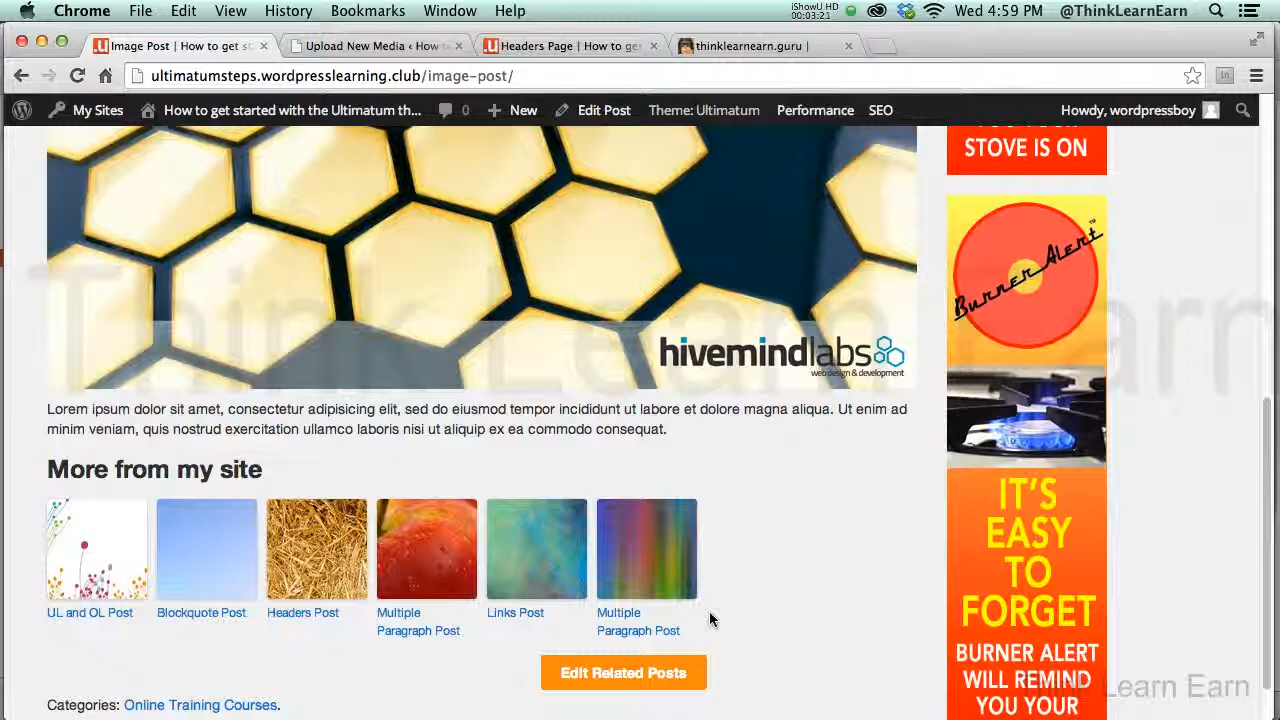 Chrome File Edit View History Bookmarks Window Help
iShowU HD
00:03:21
Wed 4:59 PM @ThinkLearnEarn
Image Post | How to get st
Upload New Media ‹ How t
Headers Page | How to get
thinklearnearn.guru |
ultimatumsteps.wordpresslearning.club/image-post/
My Sites How to get started with the Ultimatum th... 0 New Edit Post Theme: Ultimatum Performance SEO Howdy, wordpressboy
STOVE IS ON
Burner Alert
TM
Think Learn Earn
hivemindlabs
web design & development
Lorem ipsum dolor sit amet, consectetur adipisicing elit, sed do eiusmod tempor incididunt ut labore et dolore magna aliqua. Ut enim ad
minim veniam, quis nostrud exercitation ullamco laboris nisi ut aliquip ex ea commodo consequat.
More from my site
UL and OL Post
Blockquote Post
Headers Post
Multiple
Paragraph Post
Links Post
Multiple
Paragraph Post
Edit Related Posts
Categories: Online Training Courses.
IT'S
EASY
TO
FORGET
BURNER ALERT
WILL REMIND
YOU YOUR
Think Learn Earn